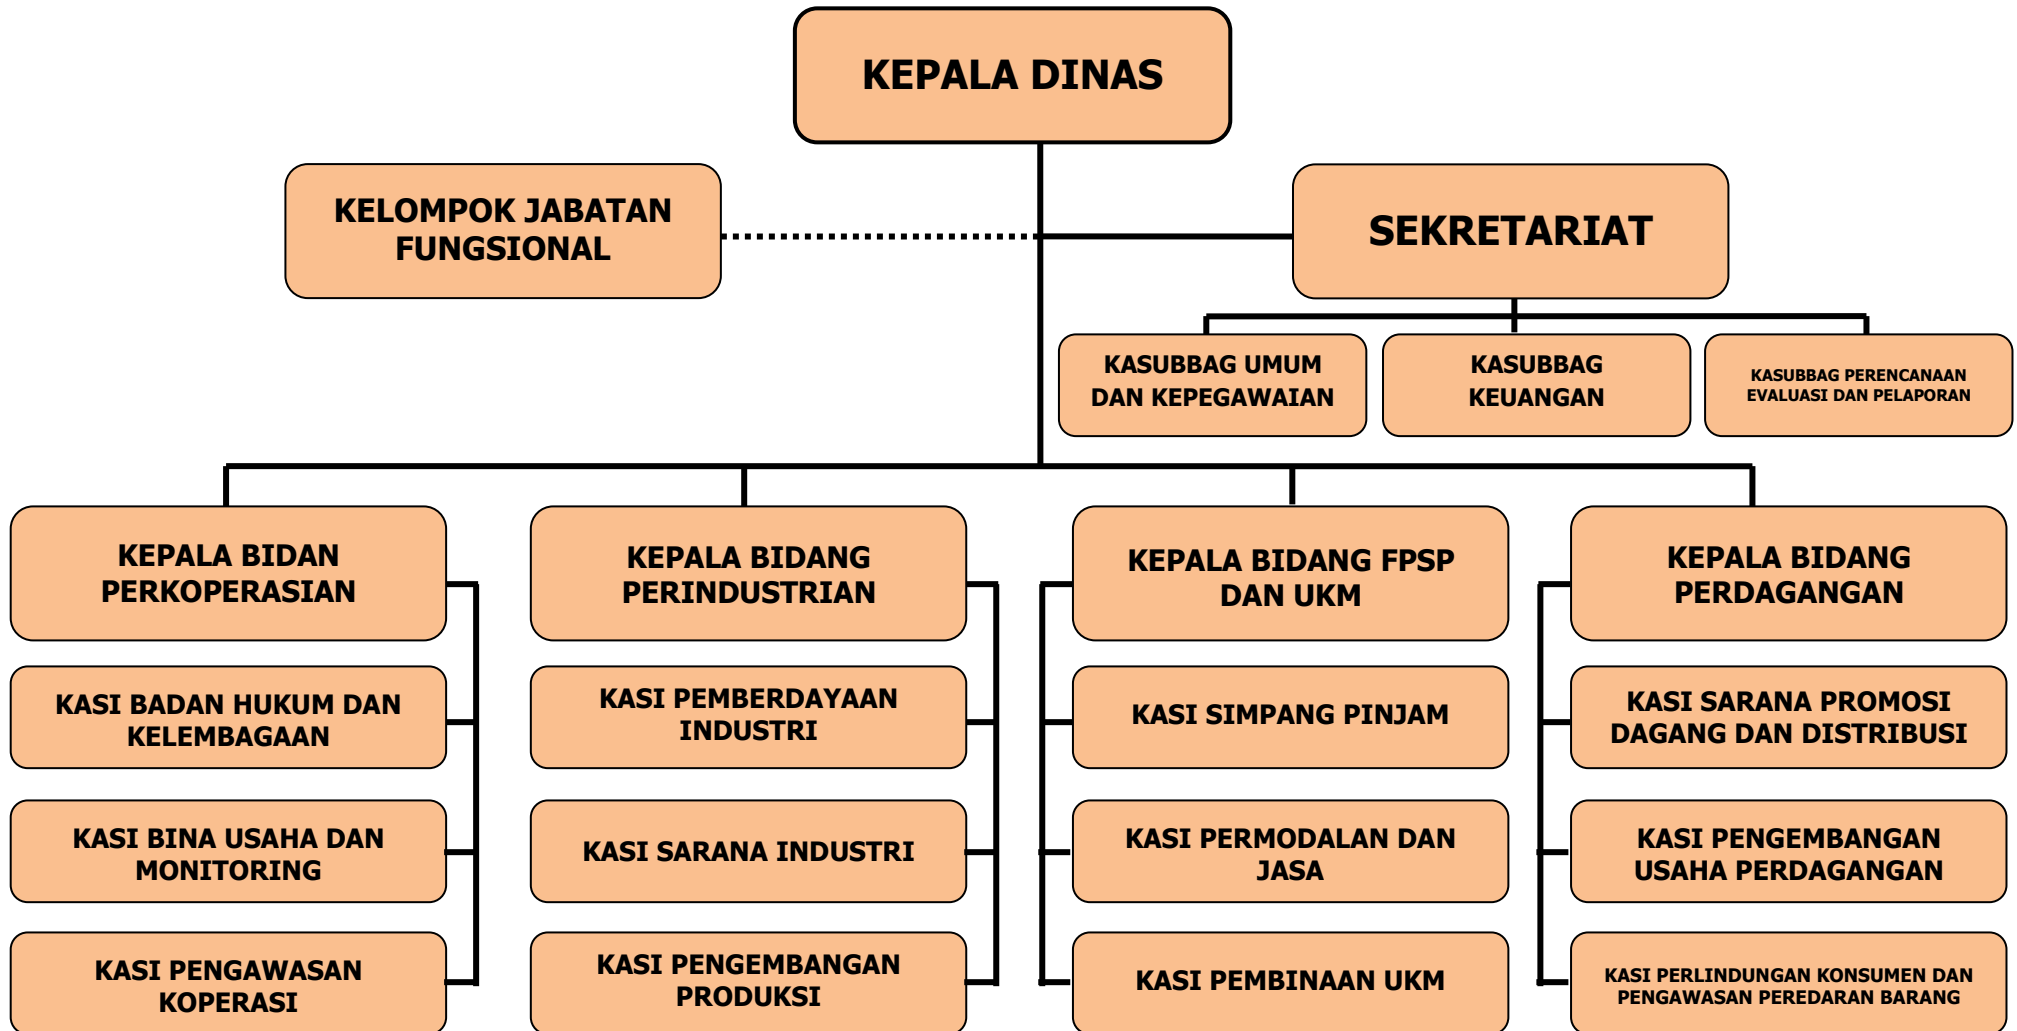 KEPALA DINAS
KELOMPOK JABATAN
FUNGSIONAL
SEKRETARIAT
KASUBBAG UMUM
DAN KEPEGAWAIAN
KASUBBAG
KEUANGAN
KASUBBAG PERENCANAAN
EVALUASI DAN PELAPORAN
KEPALA BIDAN
PERKOPERASIAN
KEPALA BIDANG
PERINDUSTRIAN
KEPALA BIDANG FPSP
DAN UKM
KEPALA BIDANG
PERDAGANGAN
KASI BADAN HUKUM DAN
KELEMBAGAAN
KASI PEMBERDAYAAN
INDUSTRI
KASI SIMPANG PINJAM
KASI SARANA PROMOSI
DAGANG DAN DISTRIBUSI
KASI BINA USAHA DAN
MONITORING
KASI SARANA INDUSTRI
KASI PERMODALAN DAN
JASA
KASI PENGEMBANGAN
USAHA PERDAGANGAN
KASI PENGAWASAN
KOPERASI
KASI PENGEMBANGAN
PRODUKSI
KASI PEMBINAAN UKM
KASI PERLINDUNGAN KONSUMEN DAN
PENGAWASAN PEREDARAN BARANG